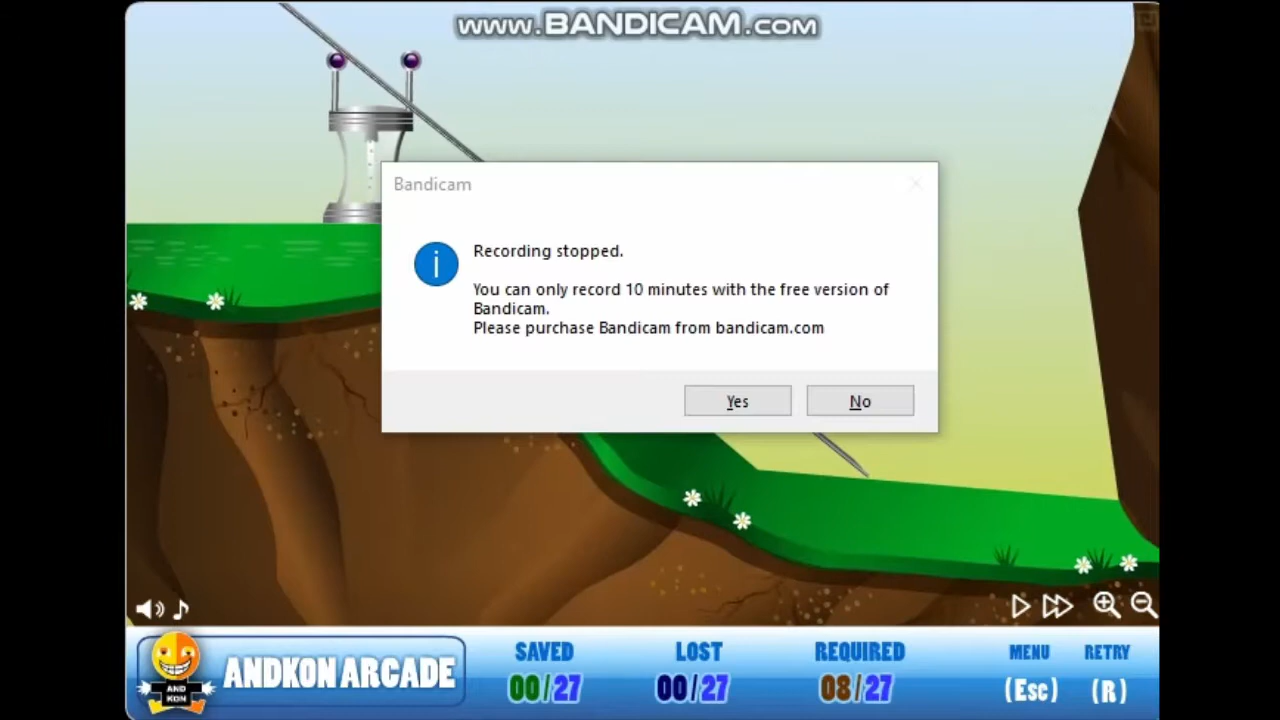 www.BANDICAM.com
Bandicam
Recording stopped.
You can only record 10 minutes with the free version of
Bandicam.
Please purchase Bandicam from bandicam.com
Yes No
AND
KON
ANDKON ARCADE
SAVED LOST REQUIRED MENU RETRY
00/27 00/27 08/27 (Esc) (R)